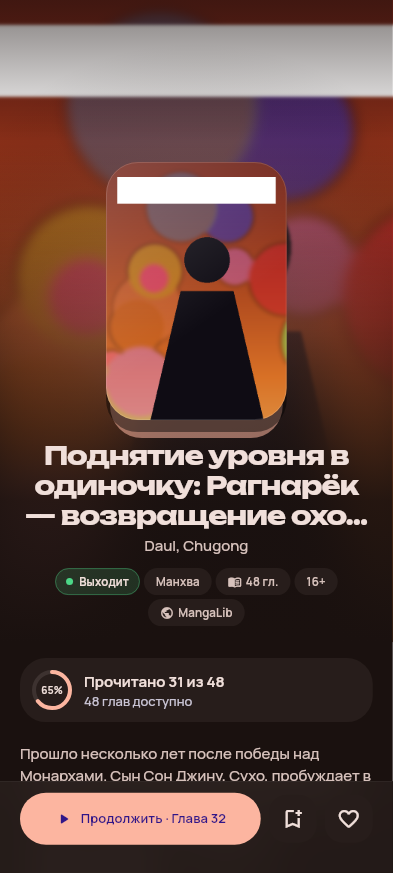 Поднятие уровня в
одиночку: Рагнарёк
— возвращение охо...
Daul, Chugong
Выходит
Манхва
48 гл.
16+
MangaLib
65%
Прочитано 31 из 48
48 глав доступно
Прошло несколько лет после победы над
Монархами. Сын Сон Джину, Сухо, пробуждает в
Продолжить · Глава 32